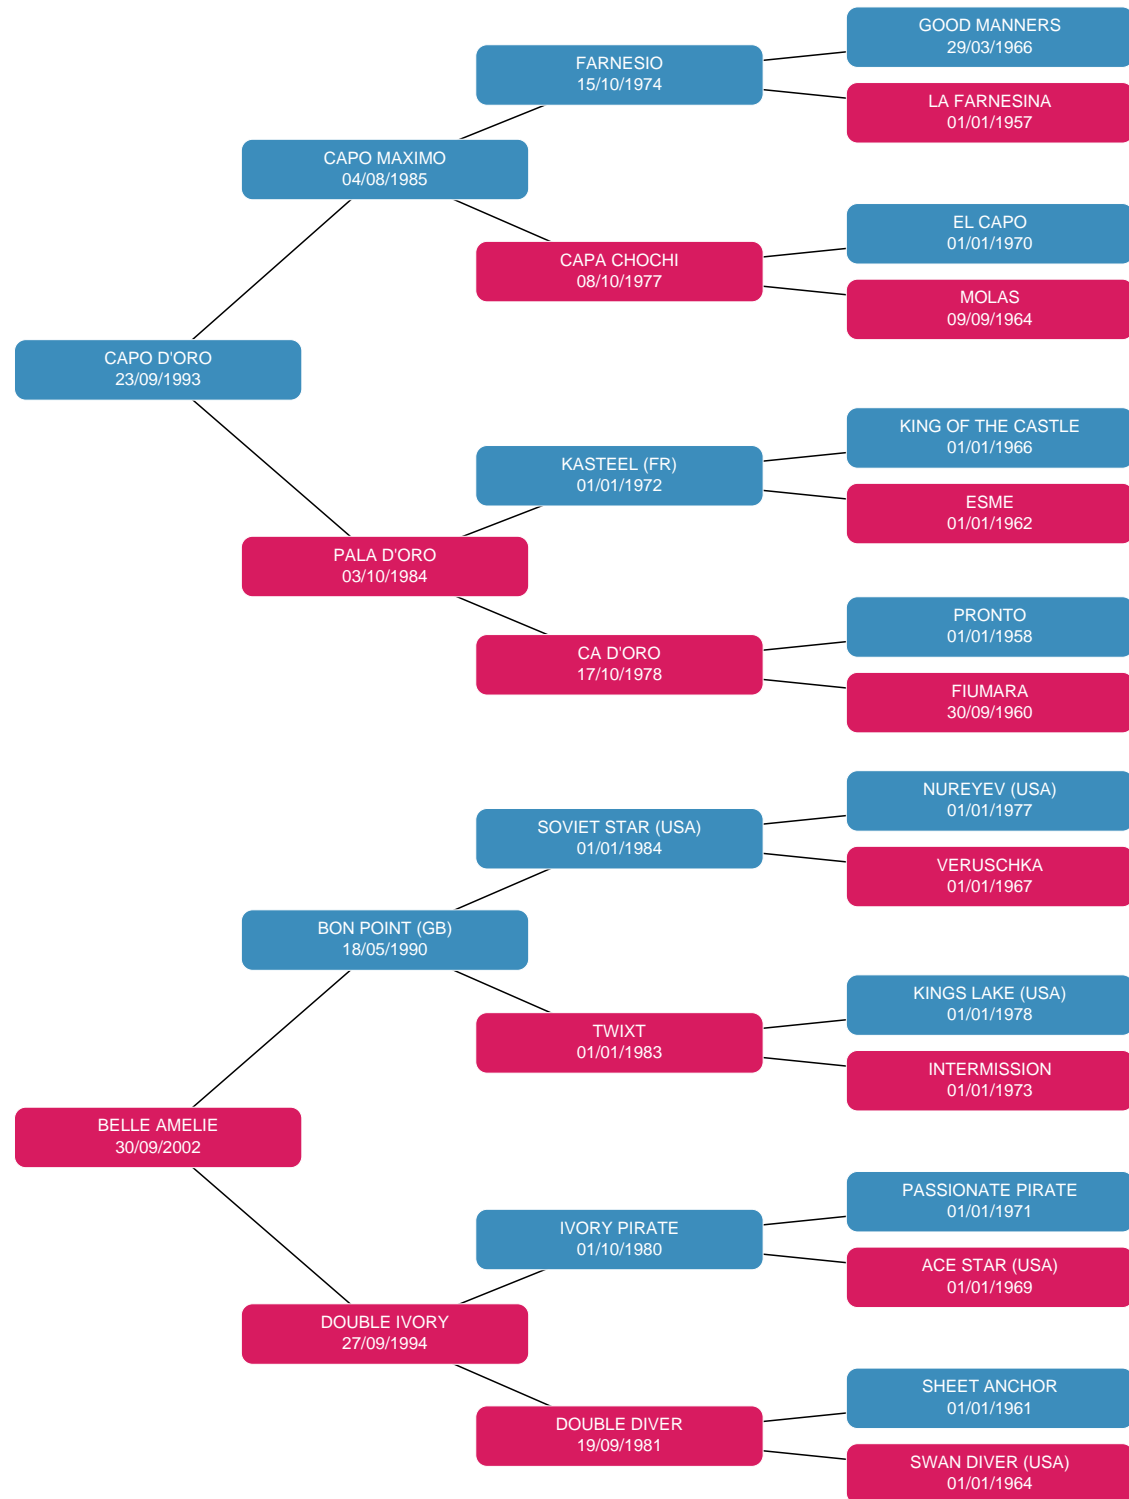 GOOD MANNERS
29/03/1966
FARNESIO
15/10/1974
LA FARNESINA
01/01/1957
CAPO MAXIMO
04/08/1985
EL CAPO
01/01/1970
CAPA CHOCHI
08/10/1977
MOLAS
09/09/1964
CAPO D'ORO
23/09/1993
KING OF THE CASTLE
01/01/1966
KASTEEL (FR)
01/01/1972
ESME
01/01/1962
PALA D'ORO
03/10/1984
PRONTO
01/01/1958
CA D'ORO
17/10/1978
FIUMARA
30/09/1960
NUREYEV (USA)
01/01/1977
SOVIET STAR (USA)
01/01/1984
VERUSCHKA
01/01/1967
BON POINT (GB)
18/05/1990
KINGS LAKE (USA)
01/01/1978
TWIXT
01/01/1983
INTERMISSION
01/01/1973
BELLE AMELIE
30/09/2002
PASSIONATE PIRATE
01/01/1971
IVORY PIRATE
01/10/1980
ACE STAR (USA)
01/01/1969
DOUBLE IVORY
27/09/1994
SHEET ANCHOR
01/01/1961
DOUBLE DIVER
19/09/1981
SWAN DIVER (USA)
01/01/1964